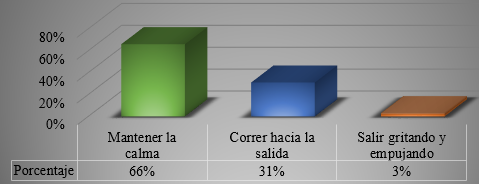 80%
60%
40%
20%
0%
Mantener la calma
Correr hacia la salida
Salir gritando y empujando
Porcentaje 66% 31% 3%